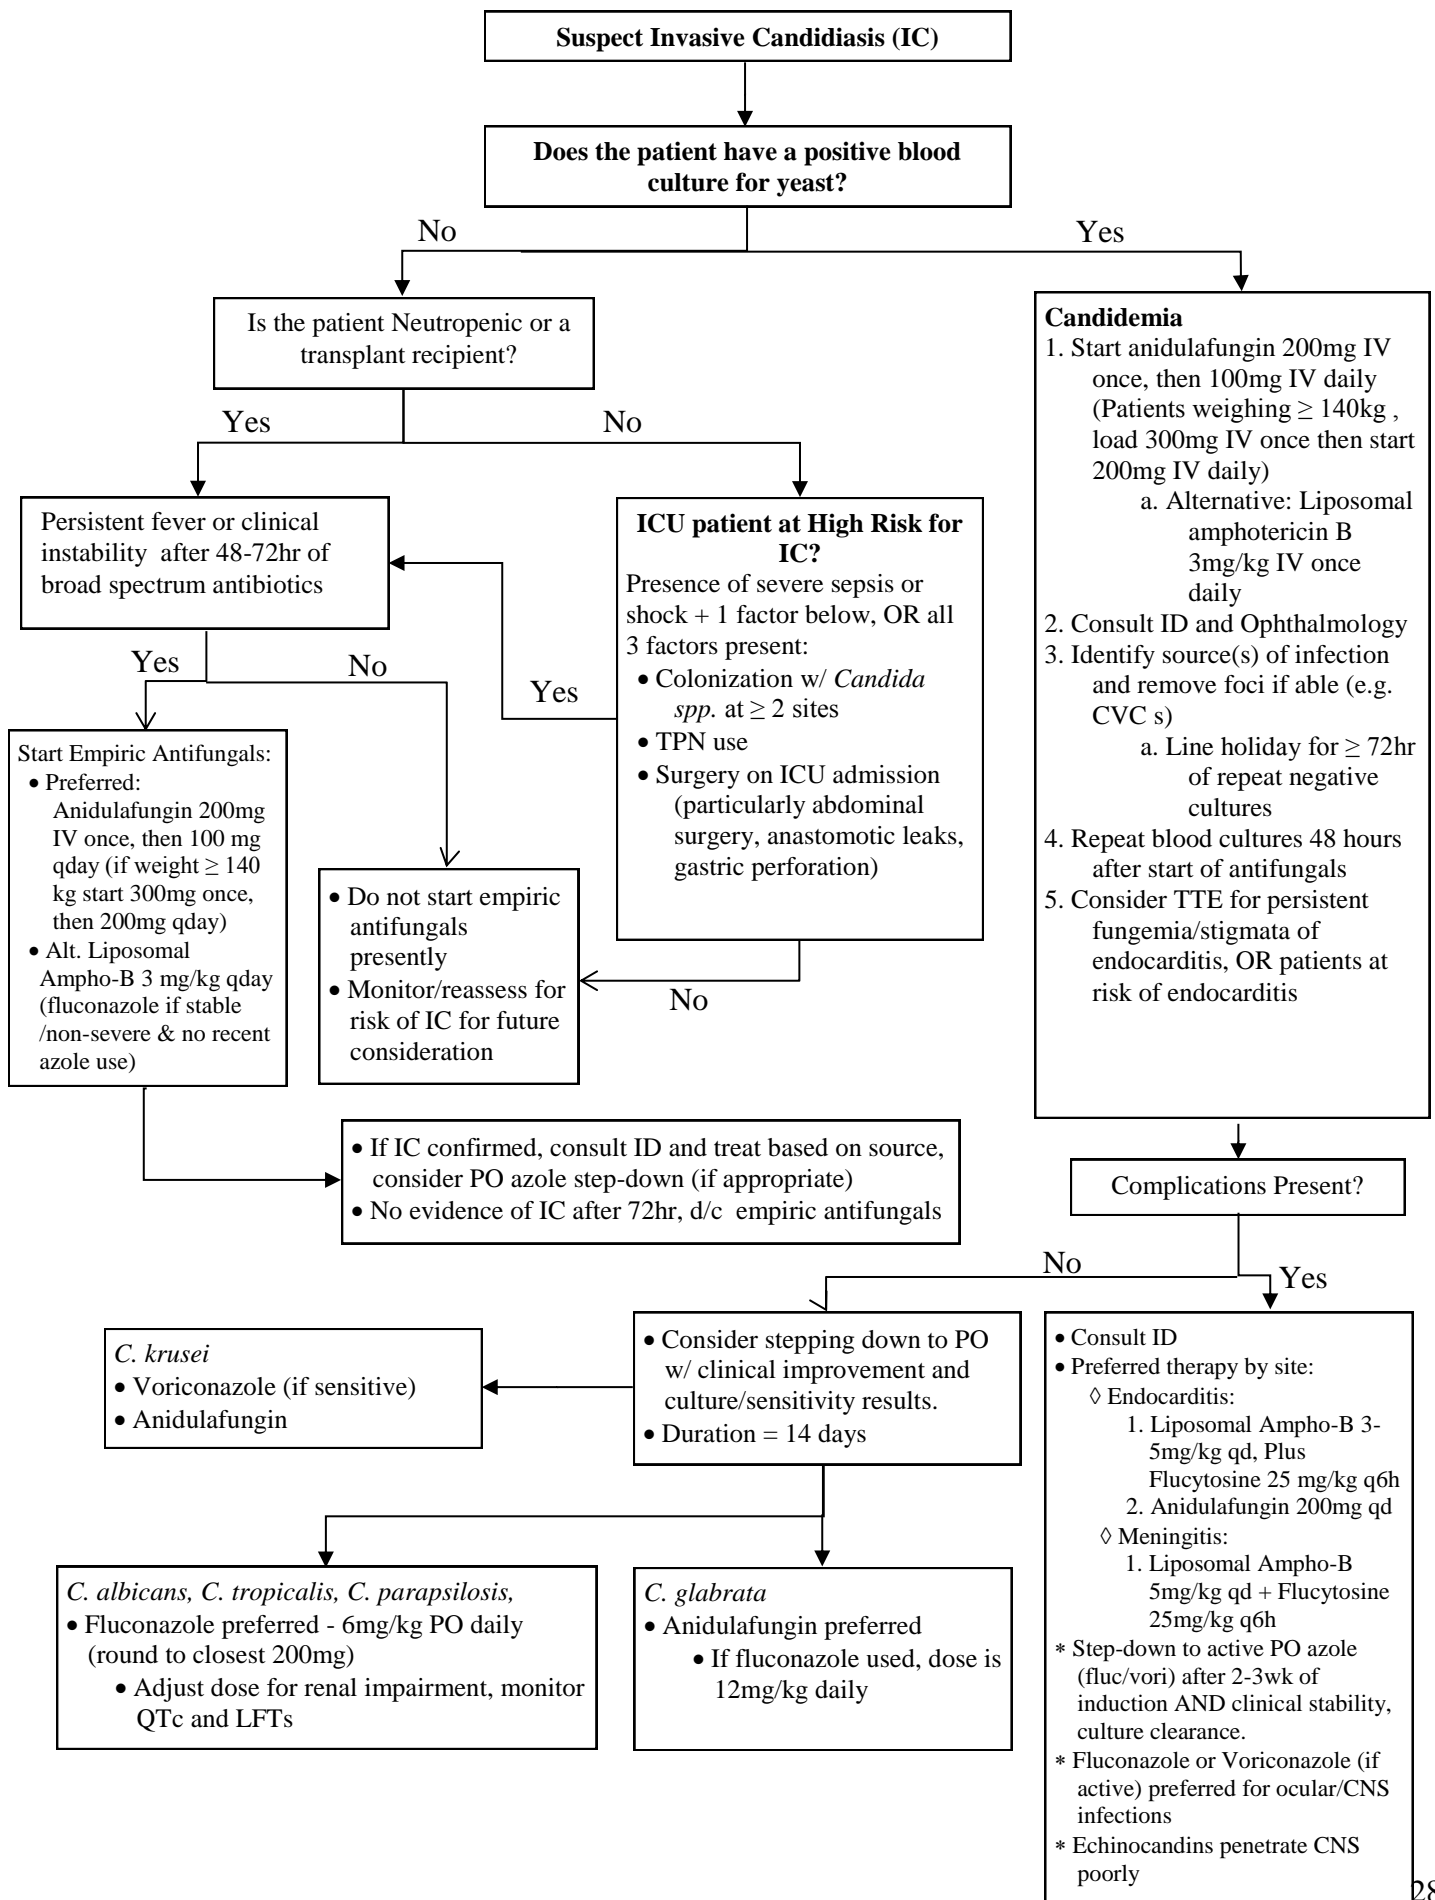 Suspect Invasive Candidiasis (IC)
Does the patient have a positive blood
culture for yeast?
No
Yes
Is the patient Neutropenic or a
transplant recipient?
Yes
No
Candidemia
1. Start anidulafungin 200mg IV
once, then 100mg IV daily
(Patients weighing ≥ 140kg ,
load 300mg IV once then start
200mg IV daily)
a. Alternative: Liposomal
amphotericin B
3mg/kg IV once
daily
2. Consult ID and Ophthalmology
3. Identify source(s) of infection
and remove foci if able (e.g.
CVC s)
a. Line holiday for ≥ 72hr
of repeat negative
cultures
4. Repeat blood cultures 48 hours
after start of antifungals
5. Consider TTE for persistent
fungemia/stigmata of
endocarditis, OR patients at
risk of endocarditis
Persistent fever or clinical
instability after 48-72hr of
broad spectrum antibiotics
ICU patient at High Risk for
IC?
Presence of severe sepsis or
shock + 1 factor below, OR all
3 factors present:
• Colonization w/ Candida
spp. at ≥ 2 sites
• TPN use
• Surgery on ICU admission
(particularly abdominal
surgery, anastomotic leaks,
gastric perforation)
Yes
No
Yes
Start Empiric Antifungals:
• Preferred:
Anidulafungin 200mg
IV once, then 100 mg
qday (if weight ≥ 140
kg start 300mg once,
then 200mg qday)
• Alt. Liposomal
Ampho-B 3 mg/kg qday
(fluconazole if stable
/non-severe & no recent
azole use)
• Do not start empiric
antifungals
presently
• Monitor/reassess for
risk of IC for future
consideration
No
• If IC confirmed, consult ID and treat based on source,
consider PO azole step-down (if appropriate)
• No evidence of IC after 72hr, d/c empiric antifungals
Complications Present?
No
Yes
• Consider stepping down to PO
w/ clinical improvement and
culture/sensitivity results.
• Duration = 14 days
C. krusei
• Voriconazole (if sensitive)
• Anidulafungin
C. albicans, C. tropicalis, C. parapsilosis,
• Fluconazole preferred - 6mg/kg PO daily
(round to closest 200mg)
• Adjust dose for renal impairment, monitor
QTc and LFTs
C. glabrata
• Anidulafungin preferred
• If fluconazole used, dose is
12mg/kg daily
• Consult ID
• Preferred therapy by site:
◊ Endocarditis:
1. Liposomal Ampho-B 3-
5mg/kg qd, Plus
Flucytosine 25 mg/kg q6h
2. Anidulafungin 200mg qd
◊ Meningitis:
1. Liposomal Ampho-B
5mg/kg qd + Flucytosine
25mg/kg q6h
* Step-down to active PO azole
(fluc/vori) after 2-3wk of
induction AND clinical stability,
culture clearance.
* Fluconazole or Voriconazole (if
active) preferred for ocular/CNS
infections
* Echinocandins penetrate CNS
poorly
28